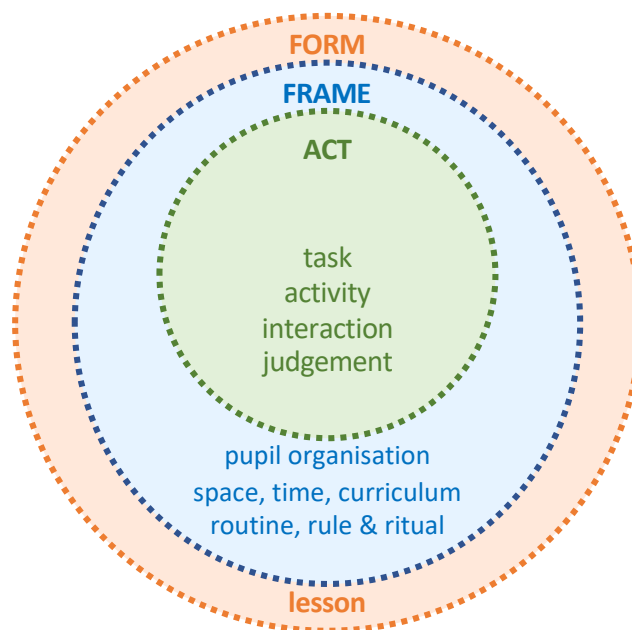 FORM
FRAME
ACT
task
activity
interaction
judgement
pupil organisation
space, time, curriculum
routine, rule & ritual
lesson